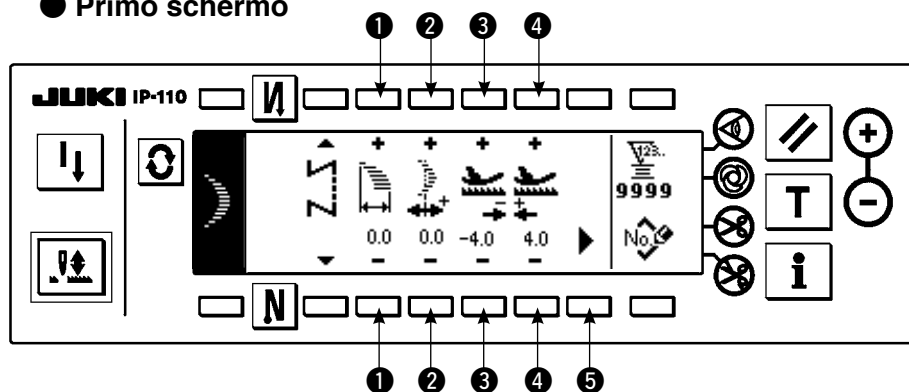 ● Primo schermo
❶ ❷ ❸ ❹
JUKI IP-110
N
123..
9999
0.0 0.0 -4.0 4.0
No.
T
i
N
❶ ❷ ❸ ❹ ❺